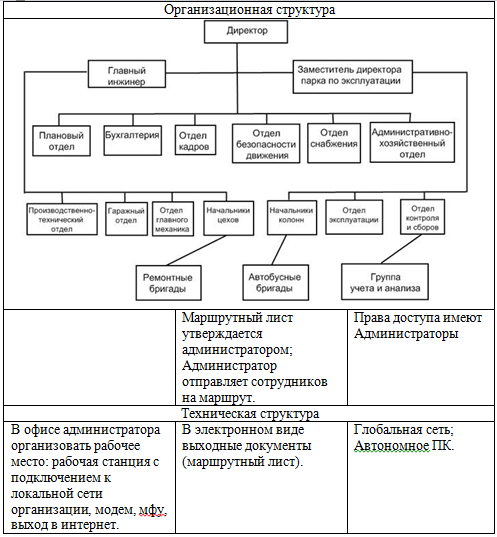 Организационная структура
Директор
Главный
инженер
Заместитель директора
парка по эксплуатации
Плановый
отдел
Бухгалтерия
Отдел
кадров
Отдел
безопасности
движения
Отдел
снабжения
Административно-
хозяйственный
отдел
Производственно-
технический
отдел
Гаражный
отдел
Отдел
главного
механика
Начальники
цехов
Начальники
колонн
Отдел
эксплуатации
Отдел
контроля
и сборов
Ремонтные
бригады
Автобусные
бригады
Группа
учета и анализа
Маршрутный лист
утверждается
администратором;
Администратор
отправляет сотрудников
на маршрут.
Права доступа имеют
Администраторы
Техническая структура
В офисе администратора
организовать рабочее
место: рабочая станция с
подключением к
локальной сети
организации, модем, мфу,
выход в интернет.
В электронном виде
выходные документы
(маршрутный лист).
Глобальная сеть;
Автономное ПК.